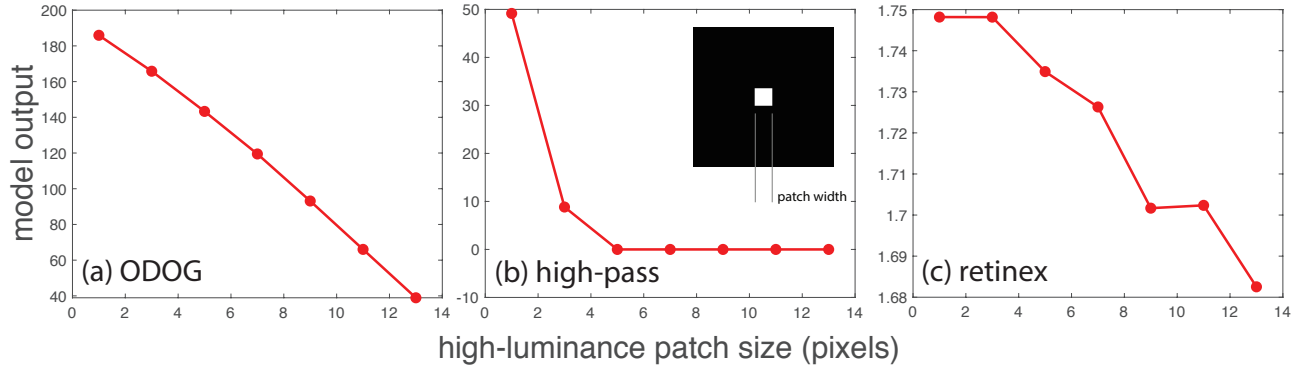 model output
200
180
160
140
120
100
80
60
40
(a) ODOG
0 2 4 6 8 10 12 14
50
40
30
20
10
0
-10
patch width
(b) high-pass
0 2 4 6 8 10 12 14
1.75
1.74
1.73
1.72
1.71
1.7
1.69
1.68
(c) retinex
0 2 4 6 8 10 12 14
high-luminance patch size (pixels)